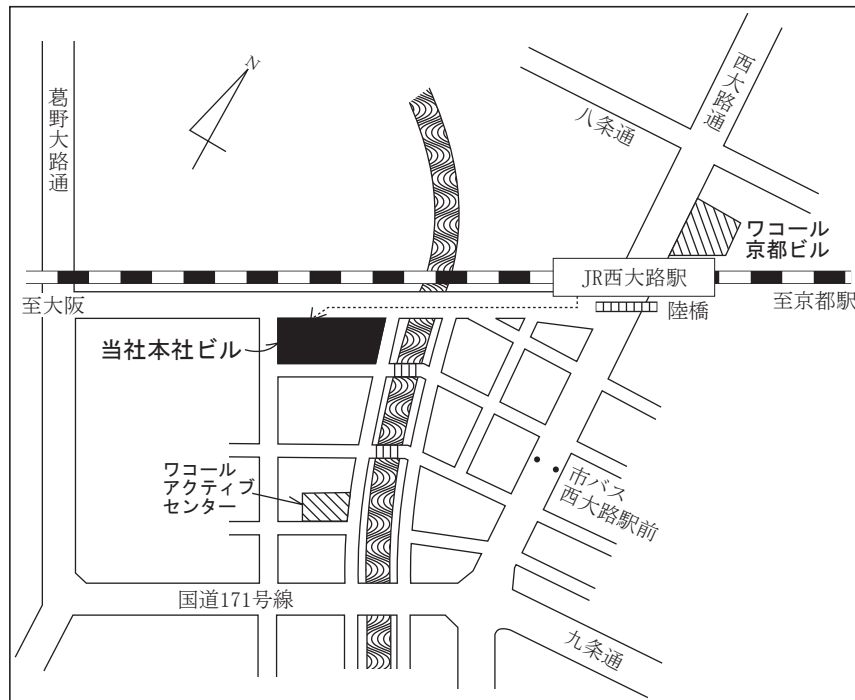 N
葛野大路通
西大路通
八条通
ワコール
京都ビル
JR西大路駅
至大阪
至京都駅
陸橋
当社本社ビル
ワコール
アクティブ
センター
市バス
西大路駅前
国道171号線
九条通